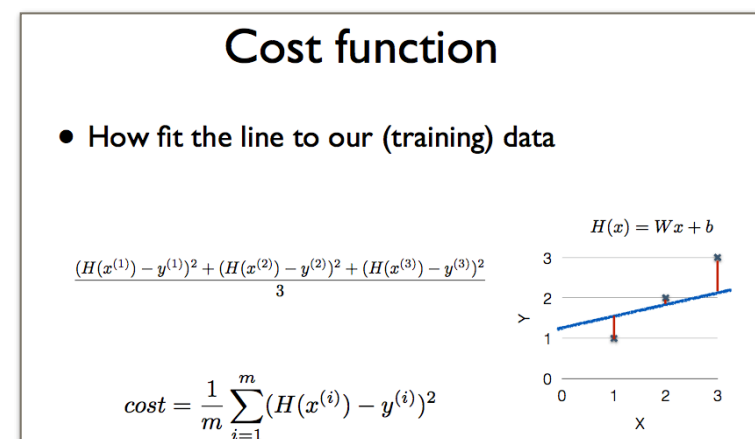 Cost function
• How fit the line to our (training) data
H(x) = Wx + b
(H(x^(1)) − y^(1))^2 + (H(x^(2)) − y^(2))^2 + (H(x^(3)) − y^(3))^2
3
cost = 1/m ∑_{i=1}^{m} (H(x^(i)) − y^(i))^2
3
2
1
0
Y
0 1 2 3
X